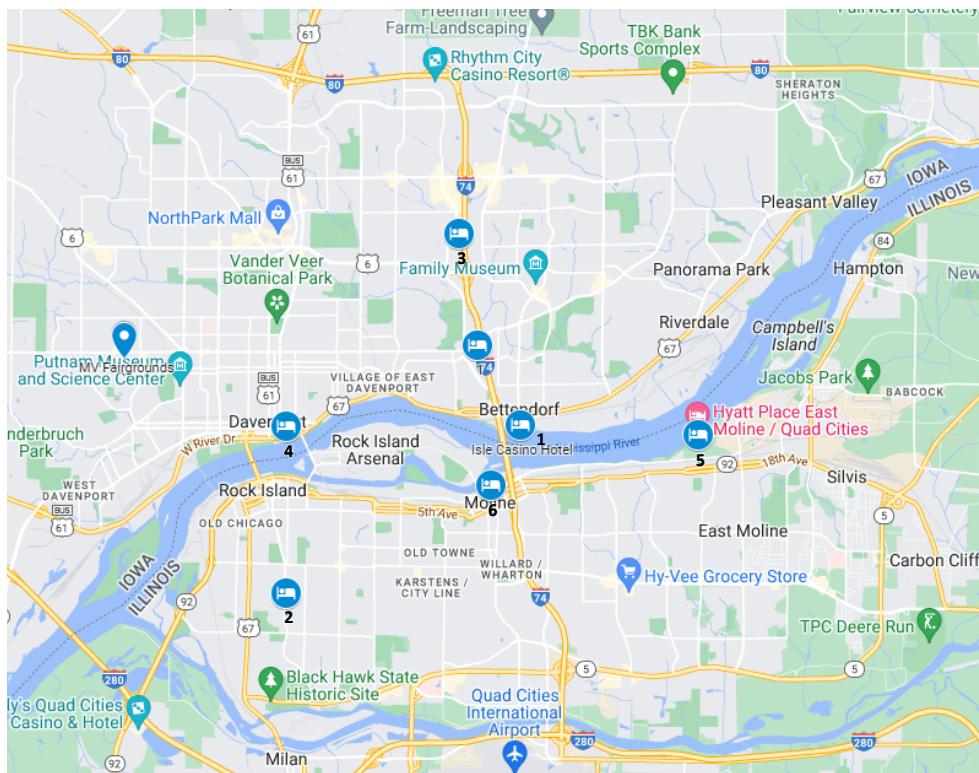 Fairview Cemetery
Freeman Tree
Farm-Landscaping
61
TBK Bank
Sports Complex
80
Rhythm City
Casino Resort®
80
80
SHERATON
HEIGHTS
BUS
61
74
67
IOWA
ILLINOIS
Pleasant Valley
NorthPark Mall
6
84
3
6
Vander Veer
Botanical Park
Family Museum
Panorama Park
Hampton
New
Riverdale
Campbell's
Island
67
Putnam Museum
and Science Center
MV Fairgrounds
74
1
BUS
61
VILLAGE OF EAST
DAVENPORT
67
Jacobs Park
BABCOCK
Bettendorf
Hyatt Place East
Moline / Quad Cities
Davenport
W River Dr
4
Rock Island
Arsenal
1
Isle Casino Hotel
ssissippi River
5
92
18th Ave
nderbruch
Park
Silvis
WEST
DAVENPORT
61
Rock Island
Moline
6
5th Ave
OLD CHICAGO
5
East Moline
OLD TOWNE
WILLARD /
WHARTON
Carbon Cliff
IOWA
ILLINOIS
KARSTENS /
CITY LINE
Hy-Vee Grocery Store
92
74
2
67
TPC Deere Run
5
5
Black Hawk State
Historic Site
280
ly's Quad Cities
Casino & Hotel
Quad Cities
International
Airport
280
280
Milan
92